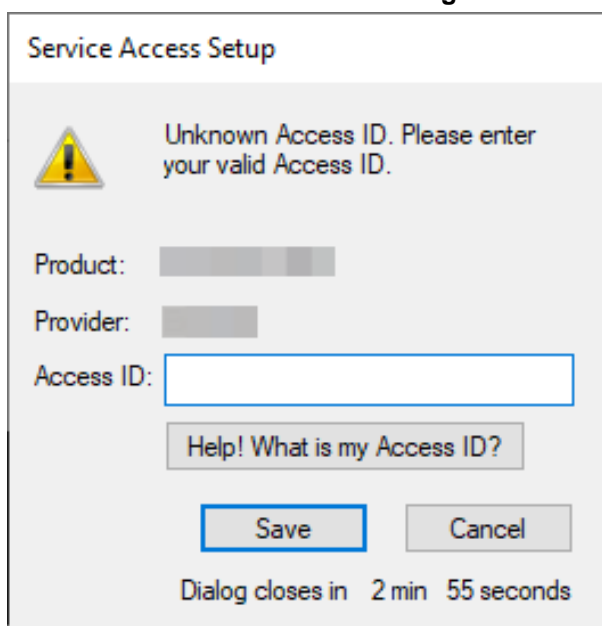 Service Access Setup
Unknown Access ID. Please enter
your valid Access ID.
Product:
Provider:
Access ID:
Help! What is my Access ID?
Save Cancel
Dialog closes in 2 min 55 seconds